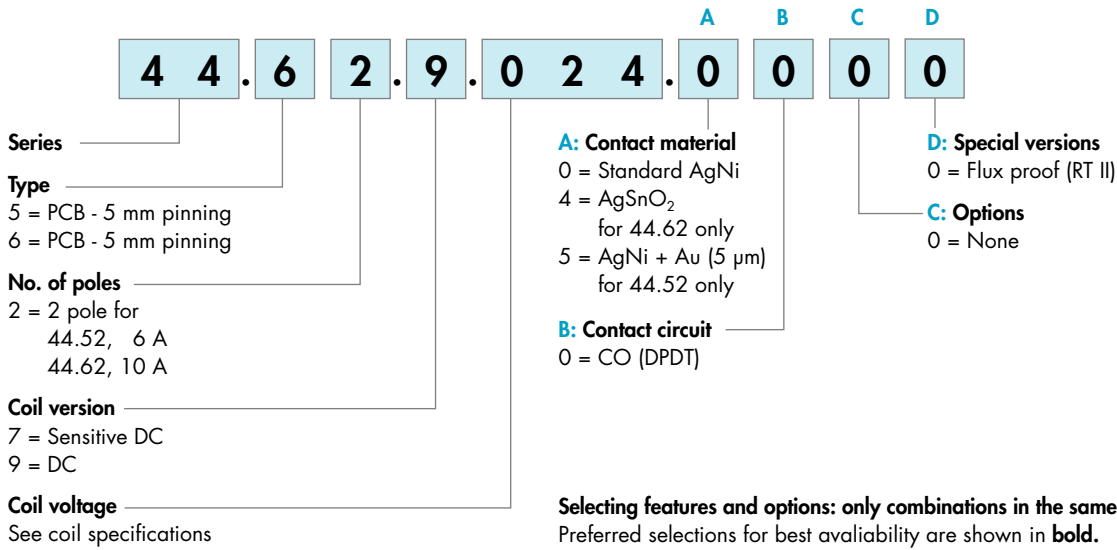 A B C D
4 4 . 6 2 . 9 . 0 2 4 . 0 0 0 0
Series
Type
5 = PCB - 5 mm pinning
6 = PCB - 5 mm pinning
No. of poles
2 = 2 pole for
44.52, 6 A
44.62, 10 A
Coil version
7 = Sensitive DC
9 = DC
Coil voltage
See coil specifications
A: Contact material
0 = Standard AgNi
4 = AgSnO₂
for 44.62 only
5 = AgNi + Au (5 µm)
for 44.52 only
B: Contact circuit
0 = CO (DPDT)
D: Special versions
0 = Flux proof (RT II)
C: Options
0 = None
Selecting features and options: only combinations in the same
Preferred selections for best avaliability are shown in bold.